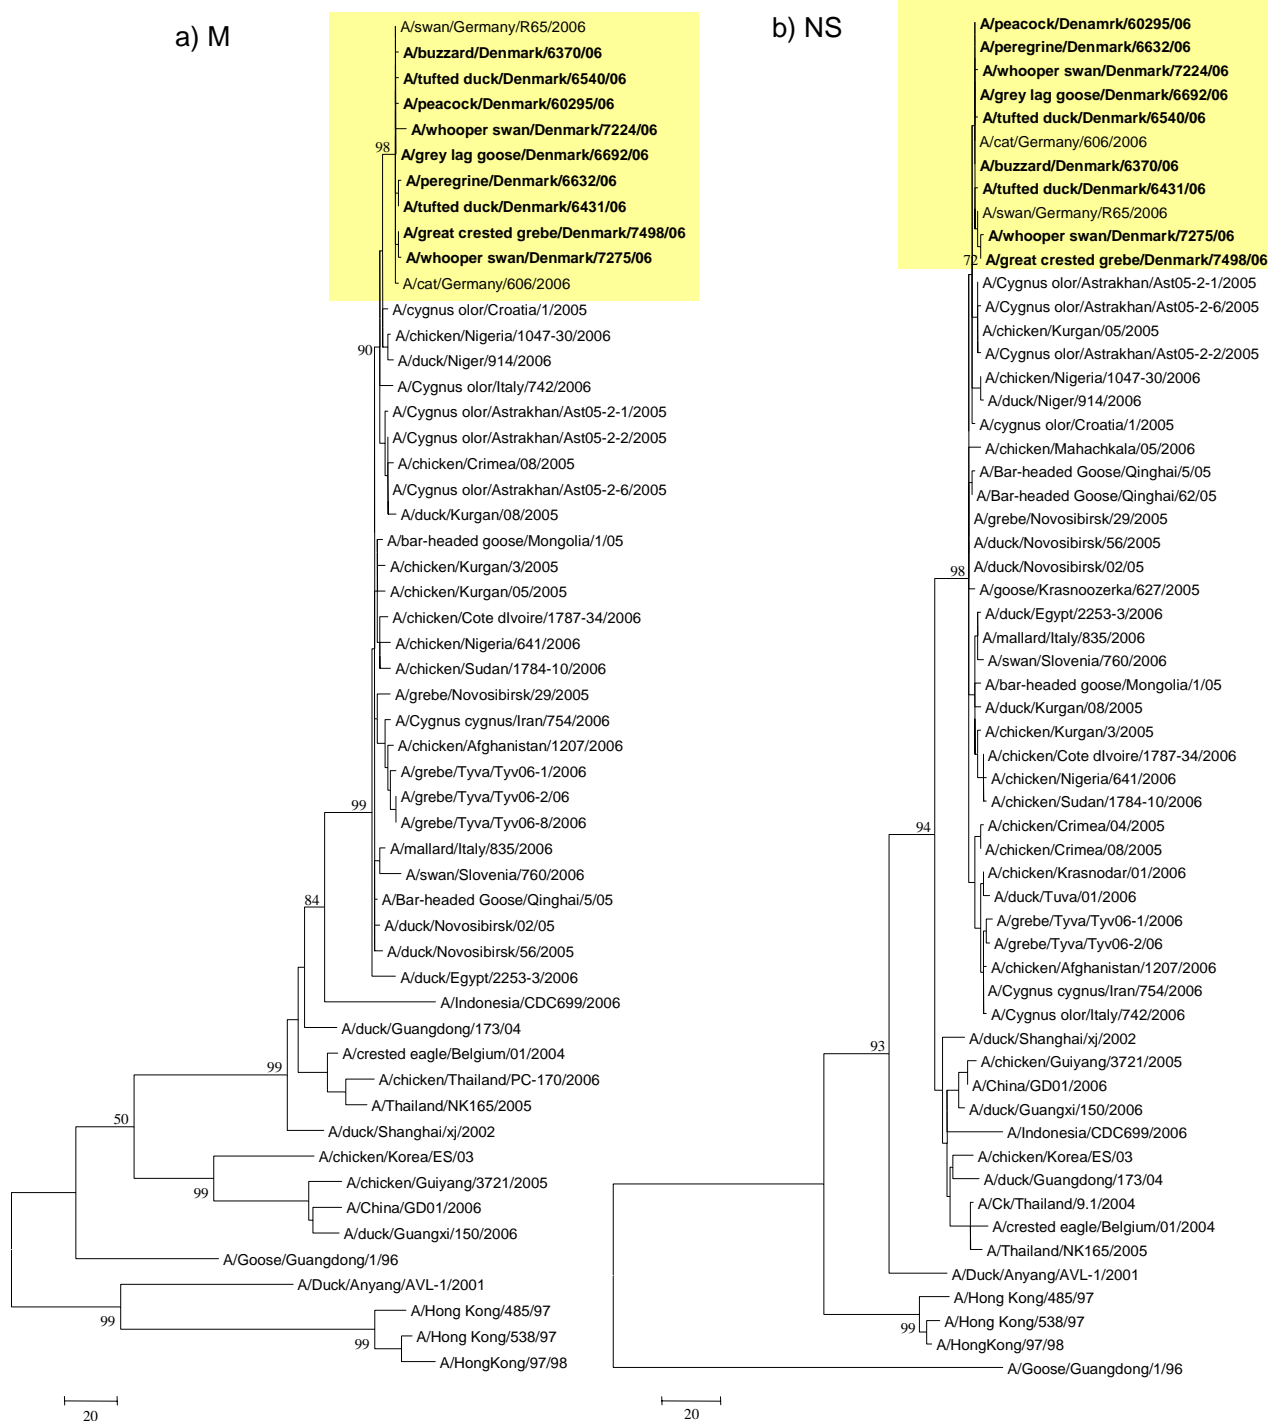 a) M
A/swan/Germany/R65/2006
A/buzzard/Denmark/6370/06
A/tufted duck/Denmark/6540/06
A/peacock/Denmark/60295/06
A/whooper swan/Denmark/7224/06
98
A/grey lag goose/Denmark/6692/06
A/peregrine/Denmark/6632/06
A/tufted duck/Denmark/6431/06
A/great crested grebe/Denmark/7498/06
A/whooper swan/Denmark/7275/06
A/cat/Germany/606/2006
A/cygnus olor/Croatia/1/2005
A/chicken/Nigeria/1047-30/2006
90
A/duck/Niger/914/2006
A/Cygnus olor/Italy/742/2006
A/Cygnus olor/Astrakhan/Ast05-2-1/2005
A/Cygnus olor/Astrakhan/Ast05-2-2/2005
A/chicken/Crimea/08/2005
A/Cygnus olor/Astrakhan/Ast05-2-6/2005
A/duck/Kurgan/08/2005
A/bar-headed goose/Mongolia/1/05
A/chicken/Kurgan/3/2005
A/chicken/Kurgan/05/2005
A/chicken/Cote dIvoire/1787-34/2006
A/chicken/Nigeria/641/2006
A/chicken/Sudan/1784-10/2006
A/grebe/Novosibirsk/29/2005
A/Cygnus cygnus/Iran/754/2006
A/chicken/Afghanistan/1207/2006
A/grebe/Tyva/Tyv06-1/2006
A/grebe/Tyva/Tyv06-2/06
99
A/grebe/Tyva/Tyv06-8/2006
A/mallard/Italy/835/2006
A/swan/Slovenia/760/2006
A/Bar-headed Goose/Qinghai/5/05
84
A/duck/Novosibirsk/02/05
A/duck/Novosibirsk/56/2005
A/duck/Egypt/2253-3/2006
A/Indonesia/CDC699/2006
A/duck/Guangdong/173/04
A/crested eagle/Belgium/01/2004
99
A/chicken/Thailand/PC-170/2006
A/Thailand/NK165/2005
50
A/duck/Shanghai/xj/2002
A/chicken/Korea/ES/03
A/chicken/Guiyang/3721/2005
99
A/China/GD01/2006
A/duck/Guangxi/150/2006
A/Goose/Guangdong/1/96
A/Duck/Anyang/AVL-1/2001
A/Hong Kong/485/97
99
A/Hong Kong/538/97
99
A/HongKong/97/98
20
b) NS
A/peacock/Denamrk/60295/06
A/peregrine/Denmark/6632/06
A/whooper swan/Denmark/7224/06
A/grey lag goose/Denmark/6692/06
A/tufted duck/Denmark/6540/06
A/cat/Germany/606/2006
A/buzzard/Denmark/6370/06
A/tufted duck/Denmark/6431/06
A/swan/Germany/R65/2006
A/whooper swan/Denmark/7275/06
72
A/great crested grebe/Denmark/7498/06
A/Cygnus olor/Astrakhan/Ast05-2-1/2005
A/Cygnus olor/Astrakhan/Ast05-2-6/2005
A/chicken/Kurgan/05/2005
A/Cygnus olor/Astrakhan/Ast05-2-2/2005
A/chicken/Nigeria/1047-30/2006
A/duck/Niger/914/2006
A/cygnus olor/Croatia/1/2005
A/chicken/Mahachkala/05/2006
A/Bar-headed Goose/Qinghai/5/05
A/Bar-headed Goose/Qinghai/62/05
A/grebe/Novosibirsk/29/2005
A/duck/Novosibirsk/56/2005
98
A/duck/Novosibirsk/02/05
A/goose/Krasnoozerka/627/2005
A/duck/Egypt/2253-3/2006
A/mallard/Italy/835/2006
A/swan/Slovenia/760/2006
A/bar-headed goose/Mongolia/1/05
A/duck/Kurgan/08/2005
A/chicken/Kurgan/3/2005
A/chicken/Cote dIvoire/1787-34/2006
A/chicken/Nigeria/641/2006
A/chicken/Sudan/1784-10/2006
94
A/chicken/Crimea/04/2005
A/chicken/Crimea/08/2005
A/chicken/Krasnodar/01/2006
A/duck/Tuva/01/2006
A/grebe/Tyva/Tyv06-1/2006
A/grebe/Tyva/Tyv06-2/06
A/chicken/Afghanistan/1207/2006
A/Cygnus cygnus/Iran/754/2006
A/Cygnus olor/Italy/742/2006
A/duck/Shanghai/xj/2002
93
A/chicken/Guiyang/3721/2005
A/China/GD01/2006
A/duck/Guangxi/150/2006
A/Indonesia/CDC699/2006
A/chicken/Korea/ES/03
A/duck/Guangdong/173/04
A/Ck/Thailand/9.1/2004
A/crested eagle/Belgium/01/2004
A/Thailand/NK165/2005
A/Duck/Anyang/AVL-1/2001
A/Hong Kong/485/97
A/Hong Kong/538/97
99
A/HongKong/97/98
A/Goose/Guangdong/1/96
20